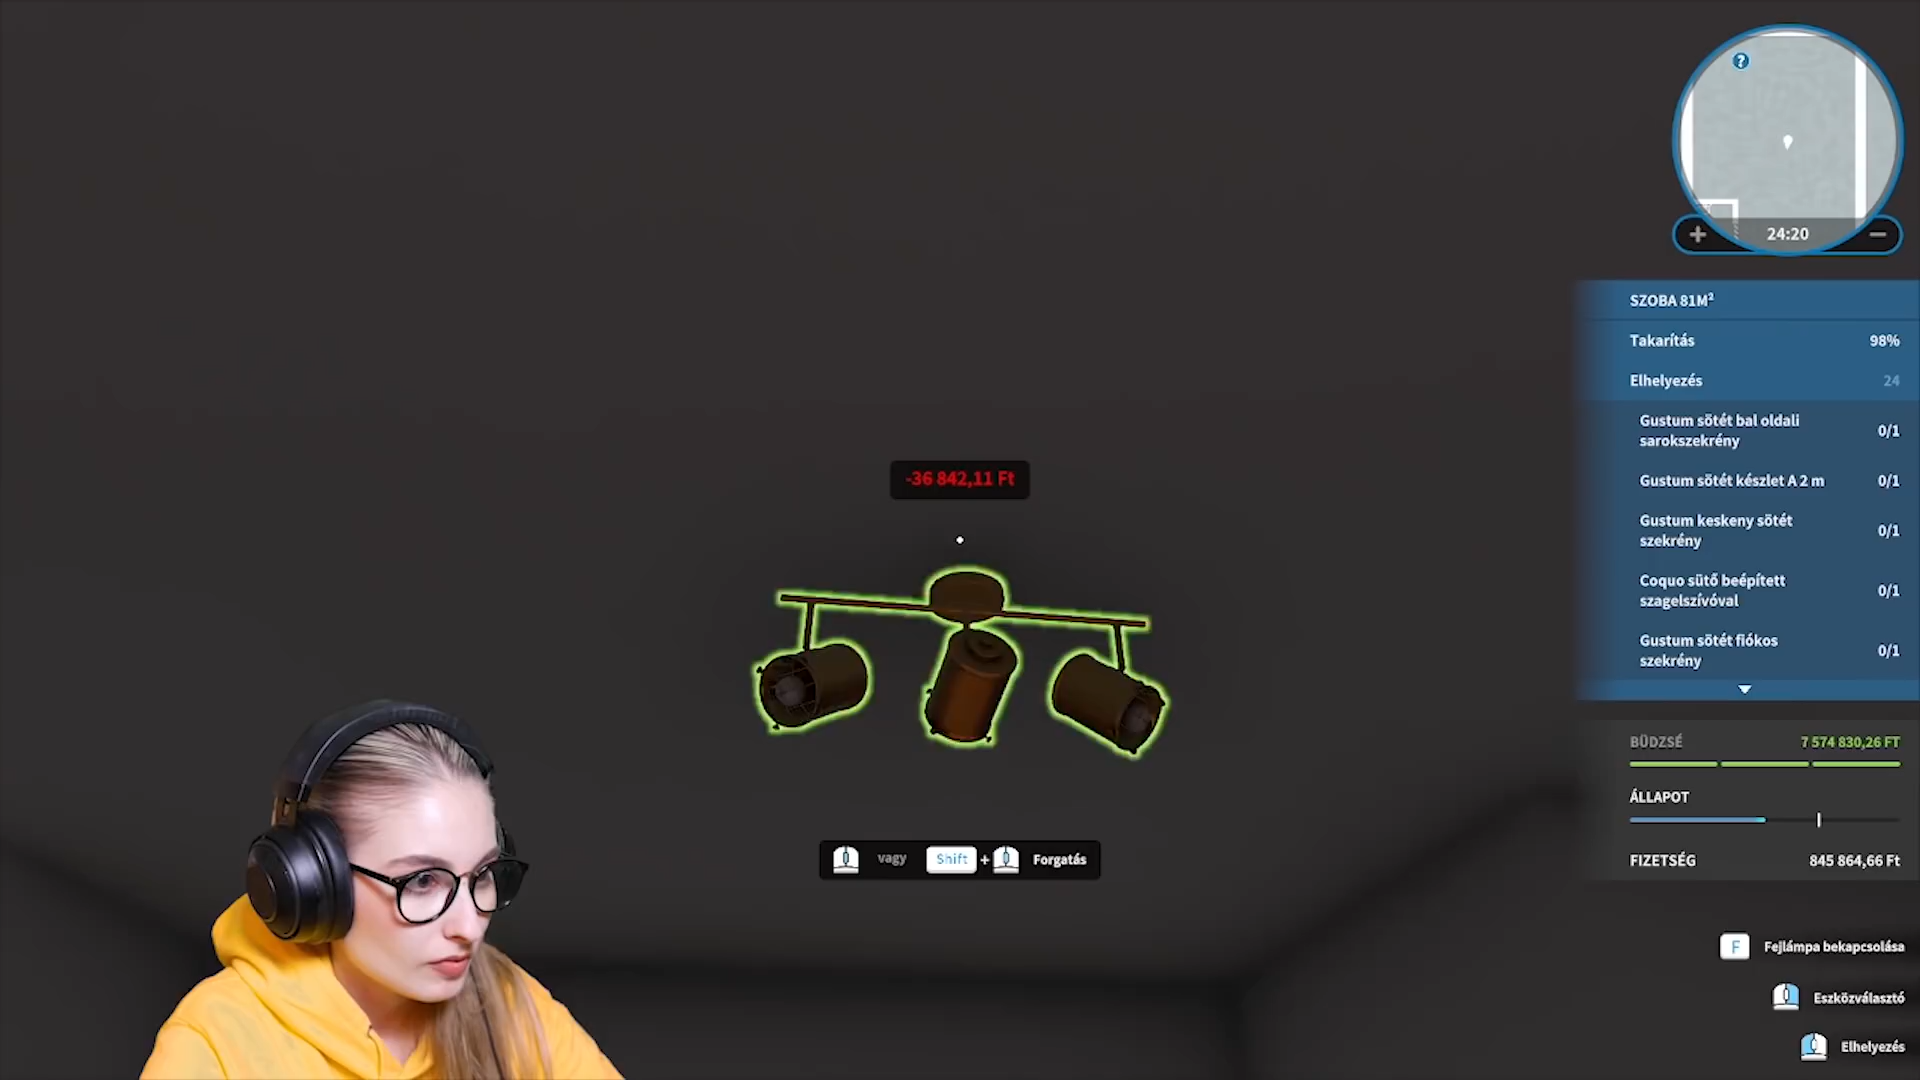 ?
+ 24:20 −
SZOBA 81M²
Takarítás 98%
Elhelyezés 24
Gustum sötét bal oldali
sarokszekrény 0/1
Gustum sötét készlet A 2 m 0/1
Gustum keskeny sötét
szekrény 0/1
Coquo sütő beépített
szagelszívóval 0/1
Gustum sötét fiókos
szekrény 0/1
-36 842,11 Ft
BÜDZSÉ 7 574 830,26 FT
ÁLLAPOT
FIZETSÉG 845 864,66 Ft
vagy Shift + Forgatás
F Fejlámpa bekapcsolása
Eszközválasztó
Elhelyezés